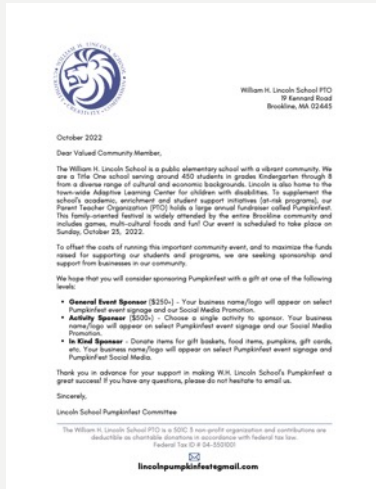 WILLIAM H. LINCOLN SCHOOL
William H. Lincoln School PTO
19 Kennard Road
Brookline, MA 02445
October 2022
Dear Valued Community Member,
The William H. Lincoln School is a public elementary school with a vibrant community. We
are a Title One school serving around 450 students in grades Kindergarten through 8
from a diverse range of cultural and economic backgrounds. Lincoln is also home to the
town-wide Adaptive Learning Center for children with disabilities. To supplement the
school's academic, enrichment and student support initiatives (at-risk programs), our
Parent Teacher Organization (PTO) holds a large annual fundraiser called Pumpkinfest.
This family-oriented festival is widely attended by the entire Brookline community and
includes games, multi-cultural foods and fun! Our event is scheduled to take place on
Sunday, October 23, 2022.
To offset the costs of running this important community event, and to maximize the funds
raised for supporting our students and programs, we are seeking sponsorship and
support from businesses in our community.
We hope that you will consider sponsoring Pumpkinfest with a gift at one of the following
levels:
• General Event Sponsor ($250+) - Your business name/logo will appear on select
Pumpkinfest event signage and our Social Media Promotion.
• Activity Sponsor ($500+) - Choose a single activity to sponsor. Your business
name/logo will appear on select Pumpkinfest event signage and our Social Media
Promotion.
• In Kind Sponsor - Donate items for gift baskets, food items, pumpkins, gift cards,
etc. Your business name/logo will appear on select Pumpkinfest event signage and
PumpkinFest Social Media.
Thank you in advance for your support in making W.H. Lincoln School's Pumpkinfest a
great success! If you have any questions, please do not hesitate to email us.
Sincerely,
Lincoln School Pumpkinfest Committee
The William H. Lincoln School PTO is a 501C 3 non-profit organization and contributions are
deductible as charitable donations in accordance with federal tax law.
Federal Tax ID # 04-3501001
lincolnpumpkinfest@gmail.com